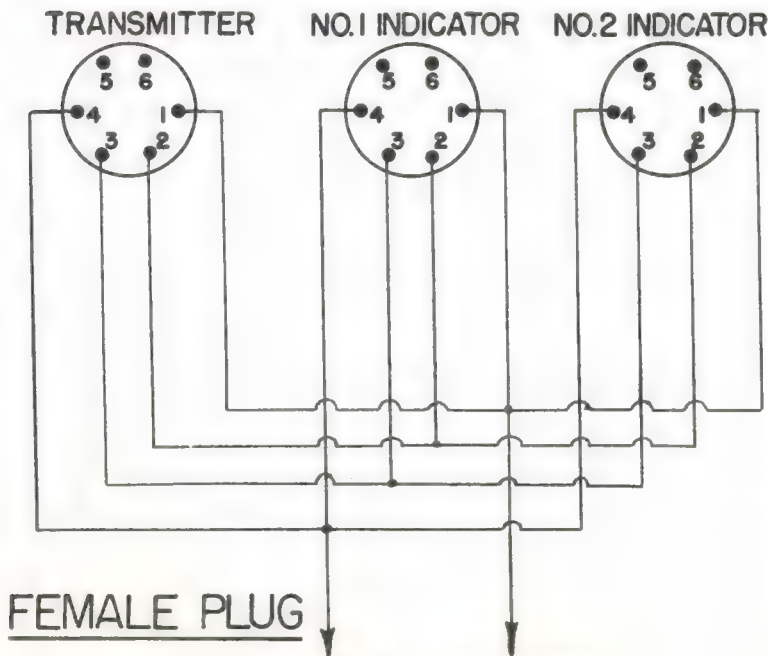 TRANSMITTER NO.1 INDICATOR NO.2 INDICATOR
5 6 5 6 5 6
4 1 4 1 4 1
3 2 3 2 3 2
FEMALE PLUG